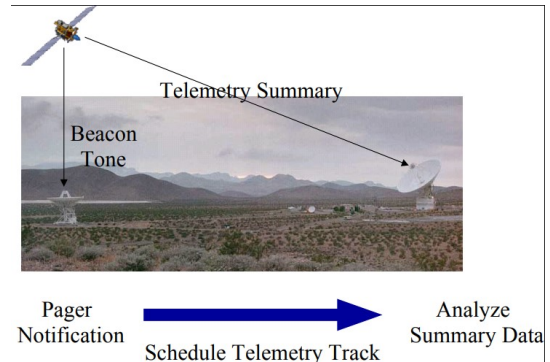 Telemetry Summary
Beacon
Tone
Pager
Notification
Analyze
Summary Data
Schedule Telemetry Track